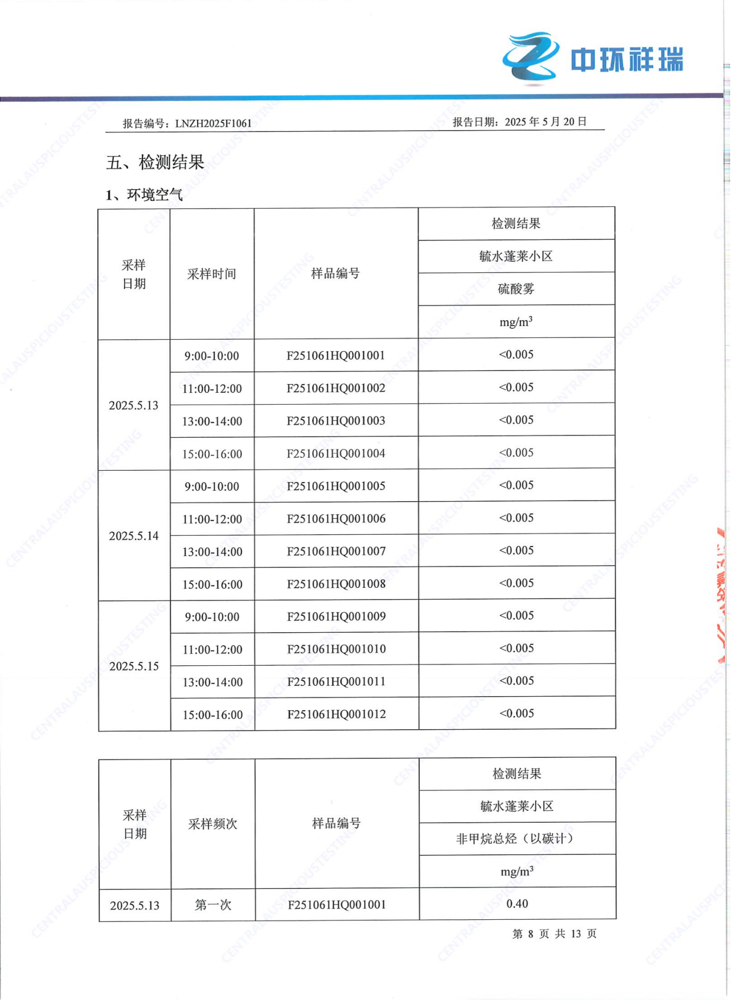 中环祥瑞
报告编号：LNZH2025F1061 报告日期：2025 年 5 月 20 日
五、检测结果
1、环境空气
采样日期 采样时间 样品编号 检测结果
毓水蓬莱小区
硫酸雾
mg/m³
2025.5.13 9:00-10:00 F251061HQ001001 <0.005
11:00-12:00 F251061HQ001002 <0.005
13:00-14:00 F251061HQ001003 <0.005
15:00-16:00 F251061HQ001004 <0.005
2025.5.14 9:00-10:00 F251061HQ001005 <0.005
11:00-12:00 F251061HQ001006 <0.005
13:00-14:00 F251061HQ001007 <0.005
15:00-16:00 F251061HQ001008 <0.005
2025.5.15 9:00-10:00 F251061HQ001009 <0.005
11:00-12:00 F251061HQ001010 <0.005
13:00-14:00 F251061HQ001011 <0.005
15:00-16:00 F251061HQ001012 <0.005
采样日期 采样频次 样品编号 检测结果
毓水蓬莱小区
非甲烷总烃（以碳计）
mg/m³
2025.5.13 第一次 F251061HQ001001 0.40
第 8 页 共 13 页
CENTRALAUSPICIOUSTESTING